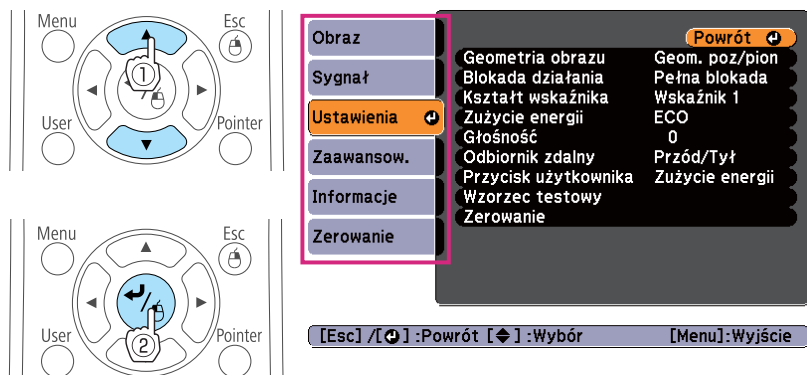 Menu
Esc
1
User
Pointer
Menu
Esc
User
Pointer
2
Obraz
Sygnał
Ustawienia
Zaawansow.
Informacje
Zerowanie
Powrót
Geometria obrazu Geom. poz/pion
Blokada działania Pełna blokada
Kształt wskaźnika Wskaźnik 1
Zużycie energii ECO
Głośność 0
Odbiornik zdalny Przód/Tył
Przycisk użytkownika Zużycie energii
Wzorzec testowy
Zerowanie
[Esc] /[⏎] :Powrót [◆] :Wybór [Menu]:Wyjście